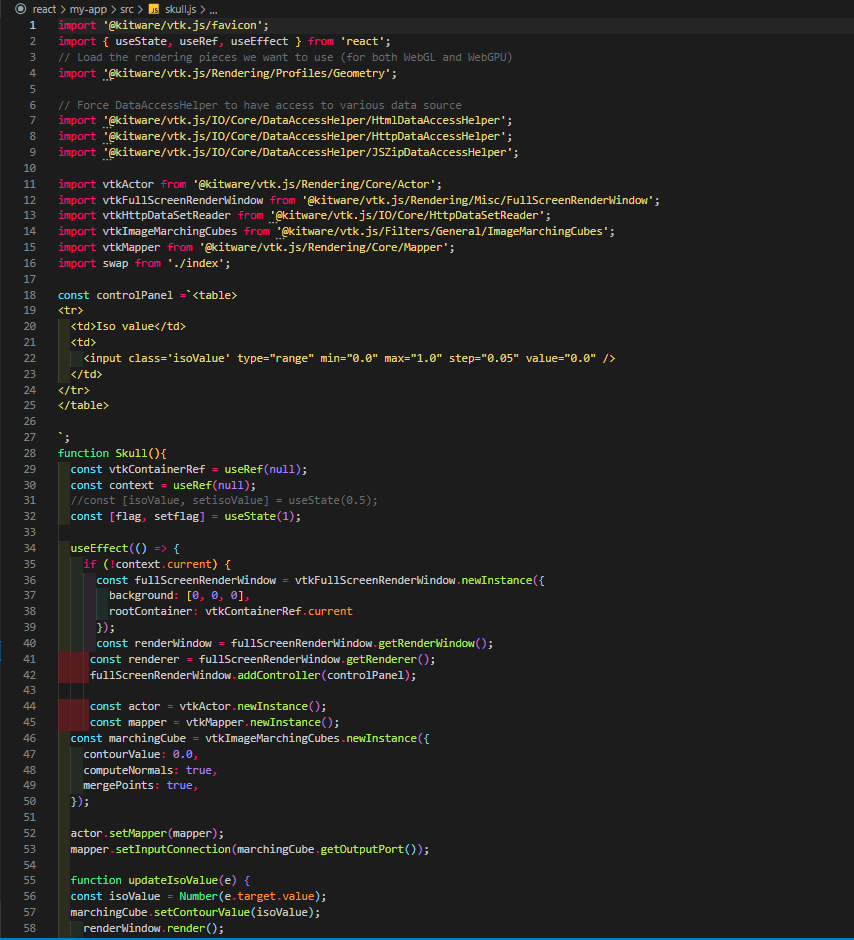 react > my-app > src > JS skull.js > ...
1 import '@kitware/vtk.js/favicon';
2 import { useState, useRef, useEffect } from 'react';
3 // Load the rendering pieces we want to use (for both WebGL and WebGPU)
4 import '@kitware/vtk.js/Rendering/Profiles/Geometry';
5
6 // Force DataAccessHelper to have access to various data source
7 import '@kitware/vtk.js/IO/Core/DataAccessHelper/HtmlDataAccessHelper';
8 import '@kitware/vtk.js/IO/Core/DataAccessHelper/HttpDataAccessHelper';
9 import '@kitware/vtk.js/IO/Core/DataAccessHelper/JSZipDataAccessHelper';
10
11 import vtkActor from '@kitware/vtk.js/Rendering/Core/Actor';
12 import vtkFullScreenRenderWindow from '@kitware/vtk.js/Rendering/Misc/FullScreenRenderWindow';
13 import vtkHttpDataSetReader from '@kitware/vtk.js/IO/Core/HttpDataSetReader';
14 import vtkImageMarchingCubes from '@kitware/vtk.js/Filters/General/ImageMarchingCubes';
15 import vtkMapper from '@kitware/vtk.js/Rendering/Core/Mapper';
16 import swap from './index';
17
18 const controlPanel =`<table>
19 <tr>
20 <td>Iso value</td>
21 <td>
22 <input class='isoValue' type="range" min="0.0" max="1.0" step="0.05" value="0.0" />
23 </td>
24 </tr>
25 </table>
26
27 `;
28 function Skull(){
29 const vtkContainerRef = useRef(null);
30 const context = useRef(null);
31 //const [isoValue, setisoValue] = useState(0.5);
32 const [flag, setflag] = useState(1);
33
34 useEffect(() => {
35 if (!context.current) {
36 const fullScreenRenderWindow = vtkFullScreenRenderWindow.newInstance({
37 background: [0, 0, 0],
38 rootContainer: vtkContainerRef.current
39 });
40 const renderWindow = fullScreenRenderWindow.getRenderWindow();
41 const renderer = fullScreenRenderWindow.getRenderer();
42 fullScreenRenderWindow.addController(controlPanel);
43
44 const actor = vtkActor.newInstance();
45 const mapper = vtkMapper.newInstance();
46 const marchingCube = vtkImageMarchingCubes.newInstance({
47 contourValue: 0.0,
48 computeNormals: true,
49 mergePoints: true,
50 });
51
52 actor.setMapper(mapper);
53 mapper.setInputConnection(marchingCube.getOutputPort());
54
55 function updateIsoValue(e) {
56 const isoValue = Number(e.target.value);
57 marchingCube.setContourValue(isoValue);
58 renderWindow.render();